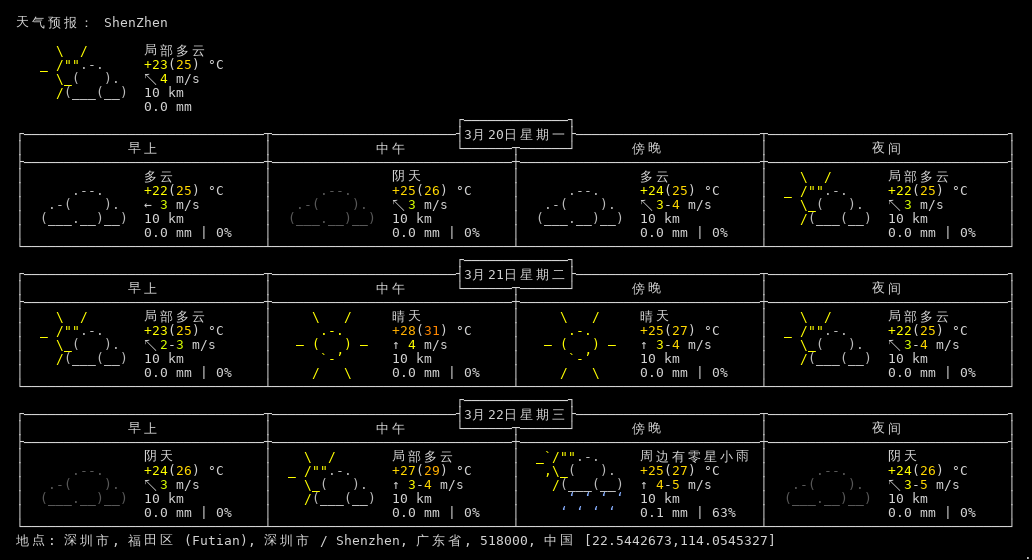 天气预报： ShenZhen
局部多云
+23(25) °C
↖ 4 m/s
10 km
0.0 mm
3月20日星期一
早上 中午 傍晚 夜间
多云 阴天 多云 局部多云
+22(25) °C +25(26) °C +24(25) °C +22(25) °C
← 3 m/s ↖ 3 m/s ↖ 3-4 m/s ↖ 3 m/s
10 km 10 km 10 km 10 km
0.0 mm | 0% 0.0 mm | 0% 0.0 mm | 0% 0.0 mm | 0%
3月21日星期二
早上 中午 傍晚 夜间
局部多云 晴天 晴天 局部多云
+23(25) °C +28(31) °C +25(27) °C +22(25) °C
↖ 2-3 m/s ↑ 4 m/s ↑ 3-4 m/s ↖ 3-4 m/s
10 km 10 km 10 km 10 km
0.0 mm | 0% 0.0 mm | 0% 0.0 mm | 0% 0.0 mm | 0%
3月22日星期三
早上 中午 傍晚 夜间
阴天 局部多云 周边有零星小雨 阴天
+24(26) °C +27(29) °C +25(27) °C +24(26) °C
↖ 3 m/s ↑ 3-4 m/s ↑ 4-5 m/s ↖ 3-5 m/s
10 km 10 km 10 km 10 km
0.0 mm | 0% 0.0 mm | 0% 0.1 mm | 63% 0.0 mm | 0%
地点: 深圳市, 福田区 (Futian), 深圳市 / Shenzhen, 广东省, 518000, 中国 [22.5442673,114.0545327]